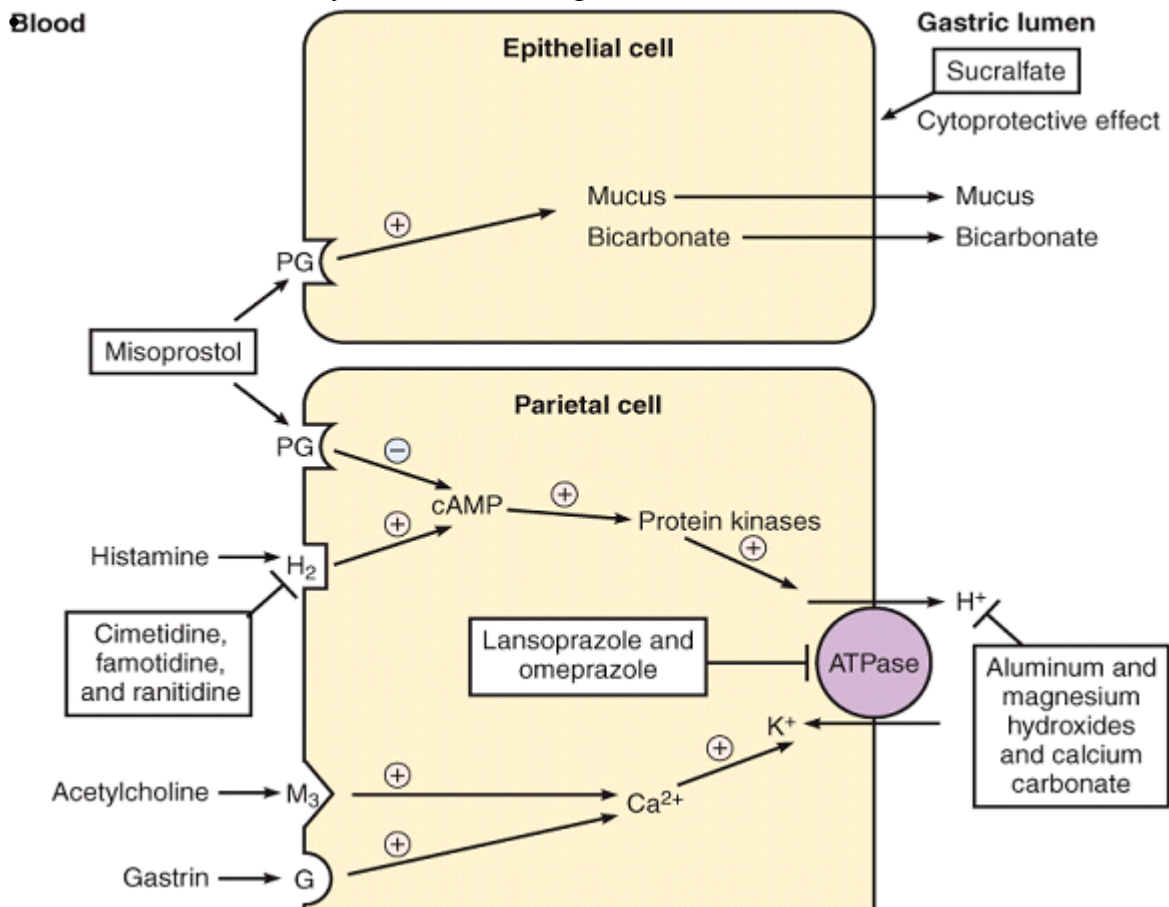 Blood
Gastric lumen
Epithelial cell
Sucralfate
Cytoprotective effect
Mucus
Mucus
+
Bicarbonate
Bicarbonate
PG
Misoprostol
Parietal cell
PG
−
cAMP
+
Protein kinases
+
+
Histamine
H₂
H⁺
Cimetidine,
famotidine,
and ranitidine
Lansoprazole and
omeprazole
ATPase
Aluminum and
magnesium
hydroxides
and calcium
carbonate
K⁺
+
Acetylcholine
M₃
+
Ca²⁺
+
Gastrin
G